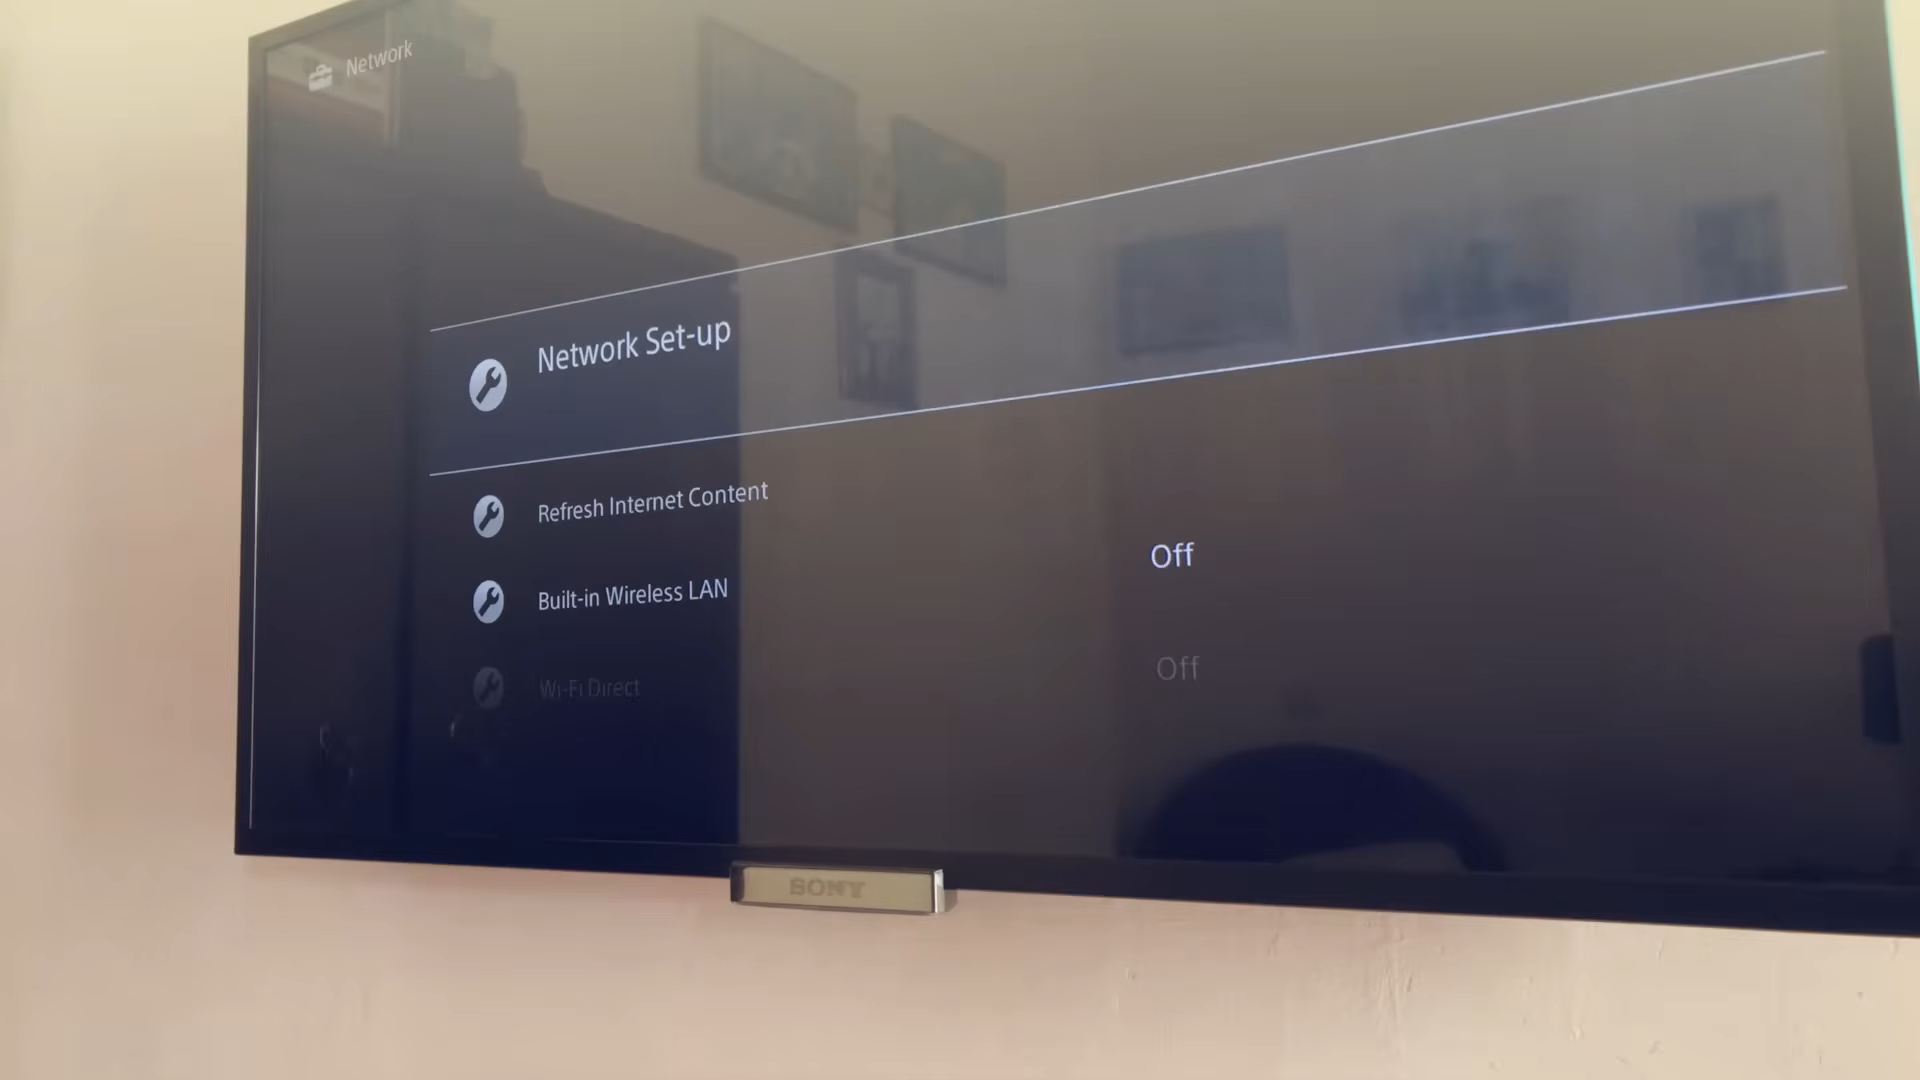 Network
Network Set-up
Refresh Internet Content
Built-in Wireless LAN
Off
Wi-Fi Direct
Off
SONY